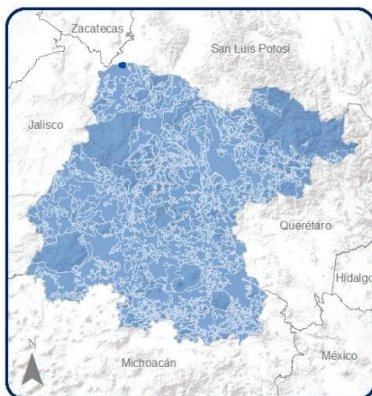 Zacatecas
San Luis Potosí
Jalisco
Querétaro
Hidalgo
N
México
Michoacán